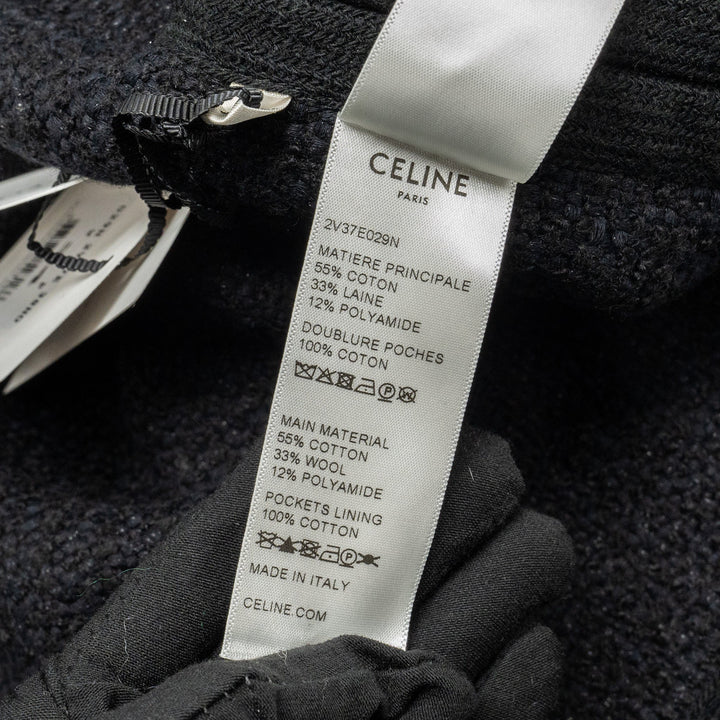 CELINE
PARIS
2V37E029N
MATIERE PRINCIPALE
55% COTON
33% LAINE
12% POLYAMIDE
DOUBLURE POCHES
100% COTON
MAIN MATERIAL
55% COTTON
33% WOOL
12% POLYAMIDE
POCKETS LINING
100% COTTON
MADE IN ITALY
CELINE.COM